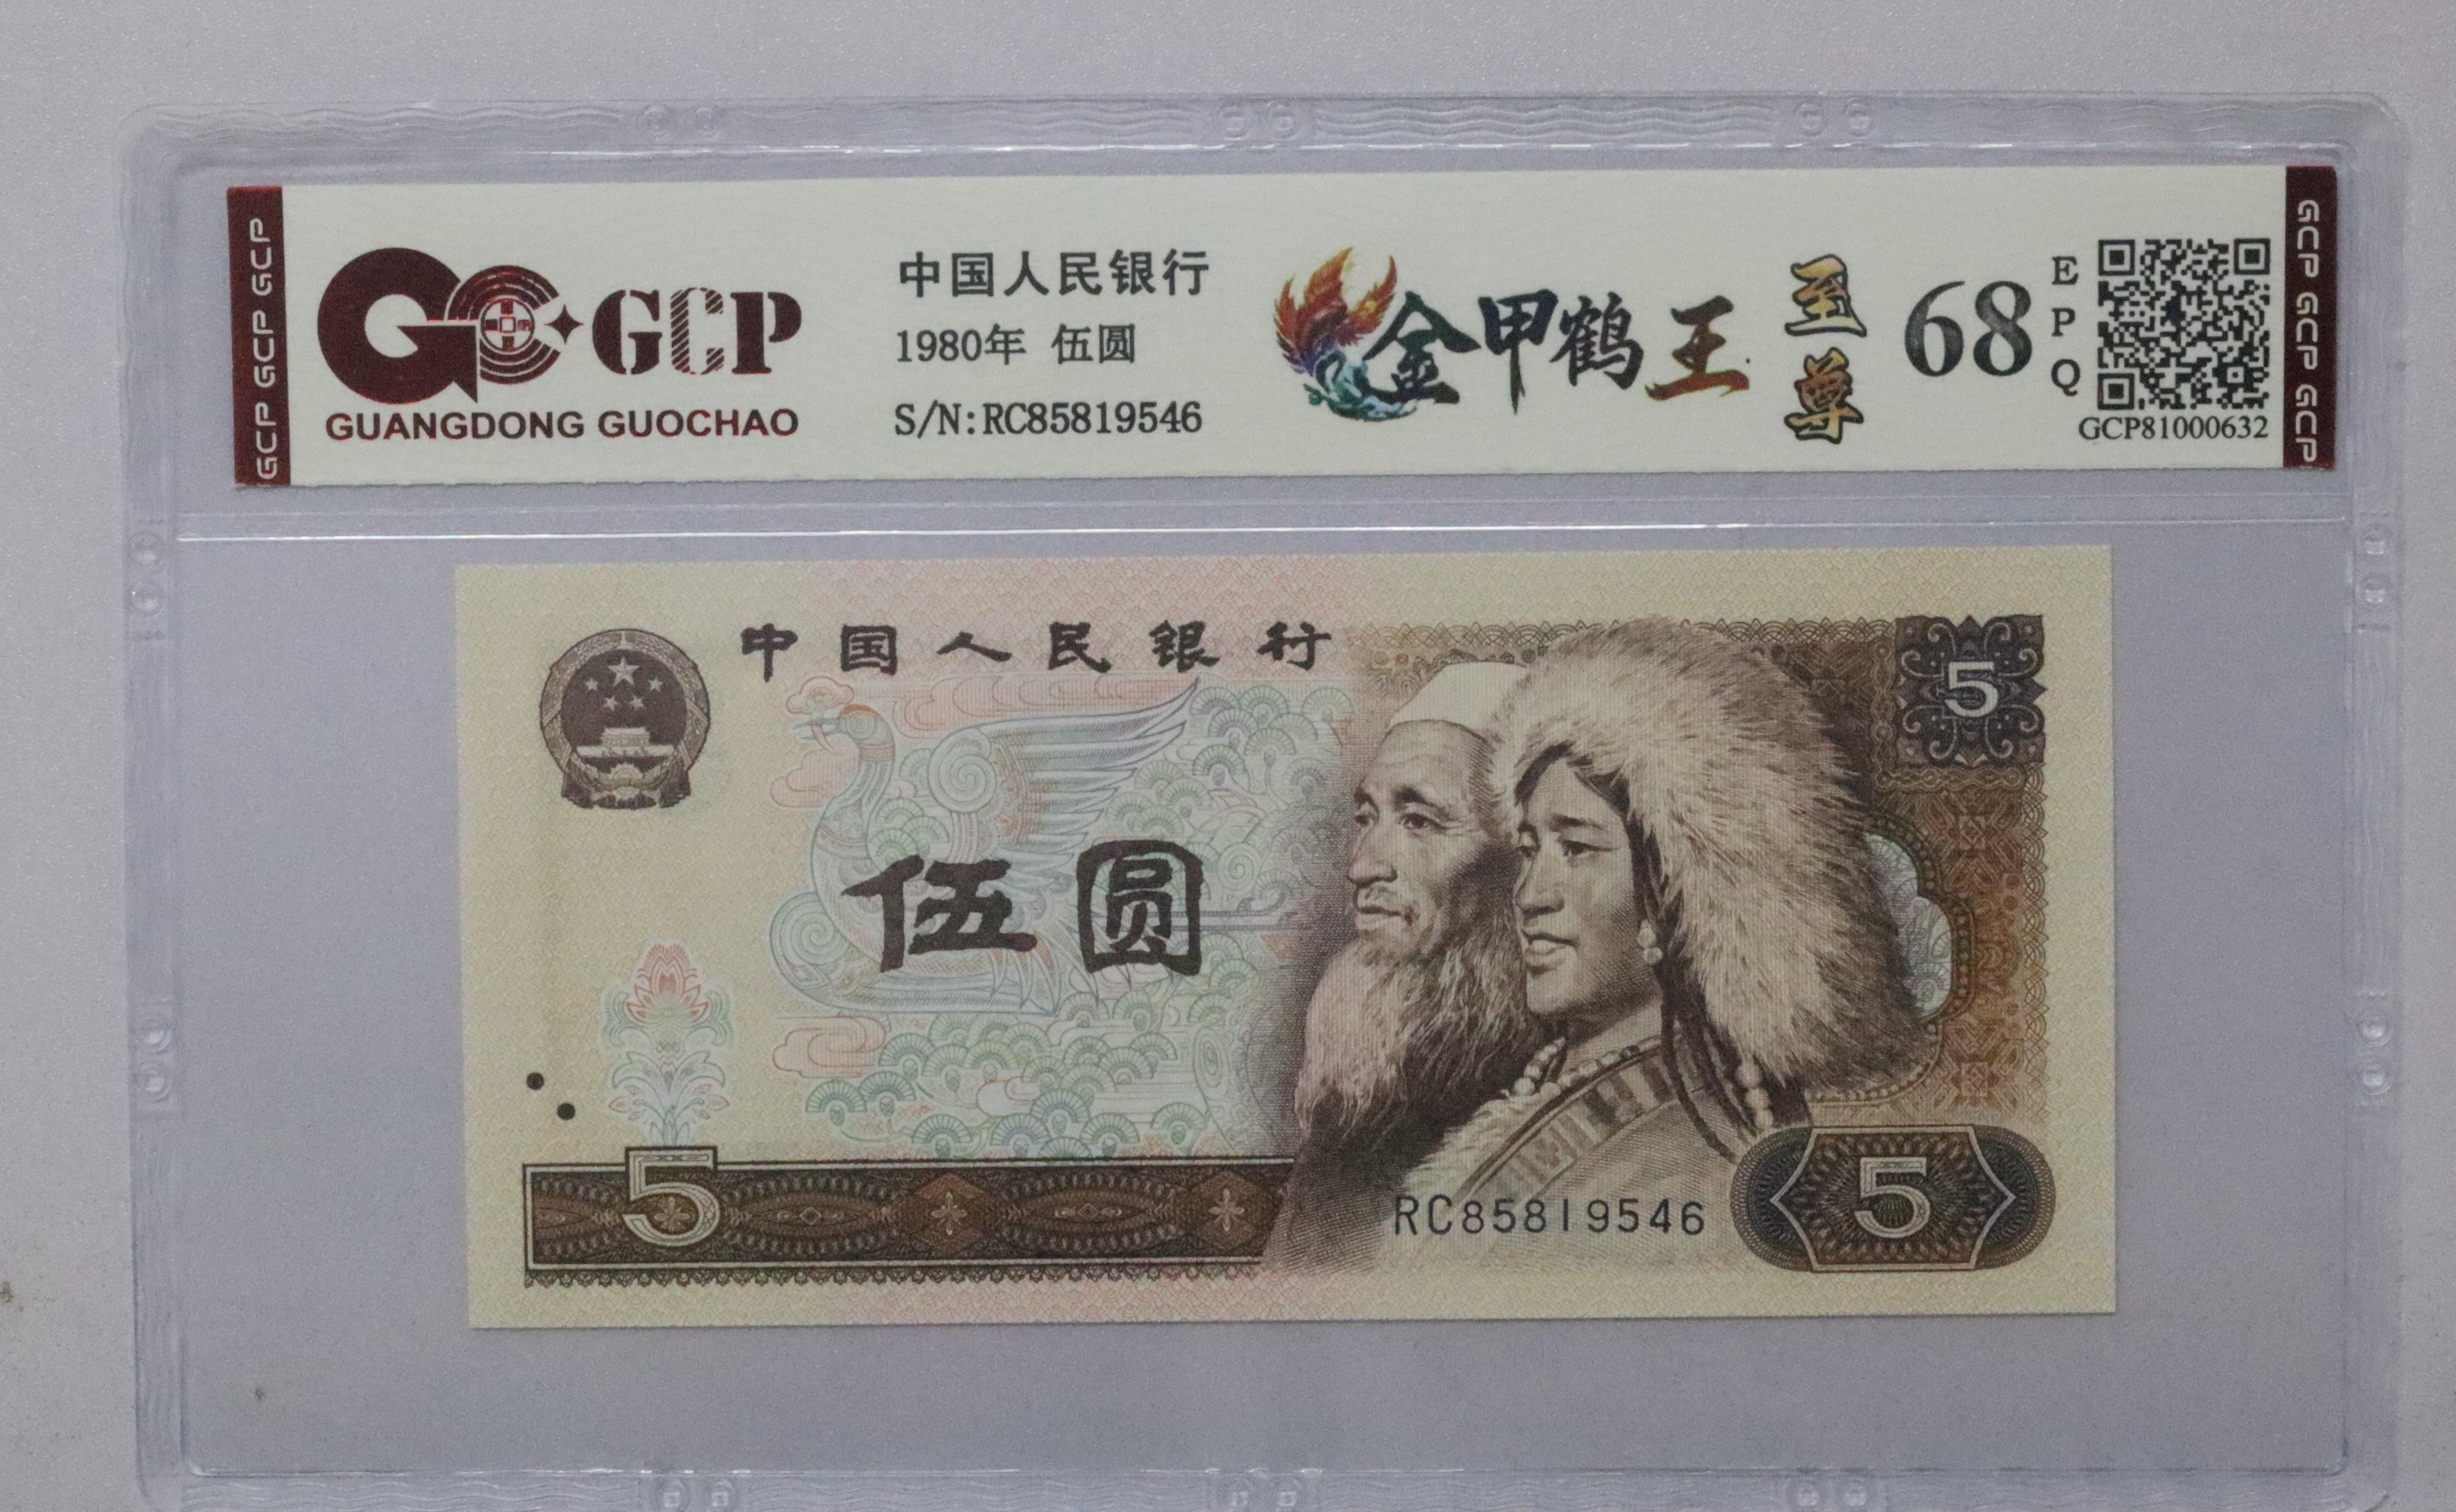 GCP GCP GCP
GCP
GUANGDONG GUOCHAO
中国人民银行
1980年 伍圆
S/N:RC85819546
金甲鹤王
至尊
68
EPQ
GCP81000632
GCP GCP GCP
中国人民银行
5
伍圆
5
RC85819546
5